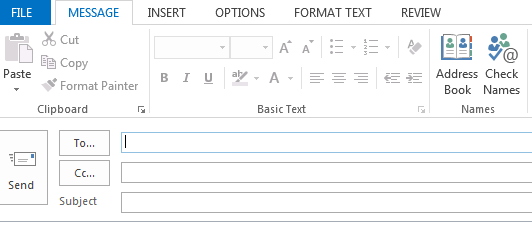 FILE MESSAGE INSERT OPTIONS FORMAT TEXT REVIEW
Paste
Cut
Copy
Format Painter
Clipboard
A A
B I U ab A
Basic Text
Address
Book
Check
Names
Names
Send
To...
Cc...
Subject